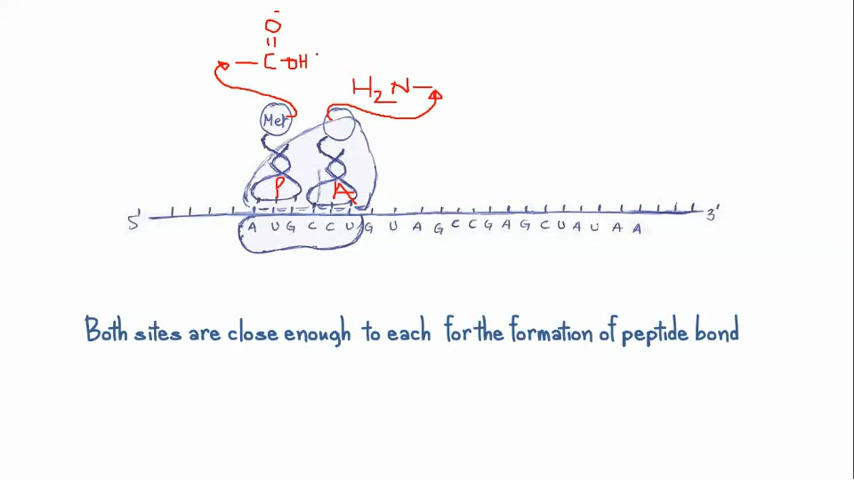 O
C-OH
H2N-
Met
P A
5' 3'
A U G C C U G U A G C C G A G C U A U A A
Both sites are close enough to each for the formation of peptide bond